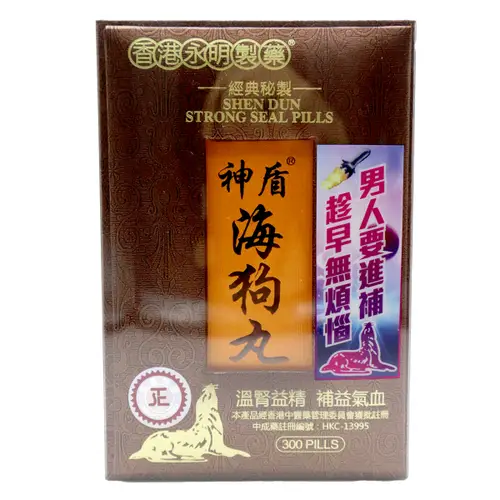 香港永明製藥®
經典秘製
SHEN DUN
STRONG SEAL PILLS
神盾®
海狗丸
男人要進補
趁早無煩惱
正
溫腎益精 補益氣血
本產品經香港中醫藥管理委員會獲批註冊
中成藥註冊編號:HKC-13995
300 PILLS